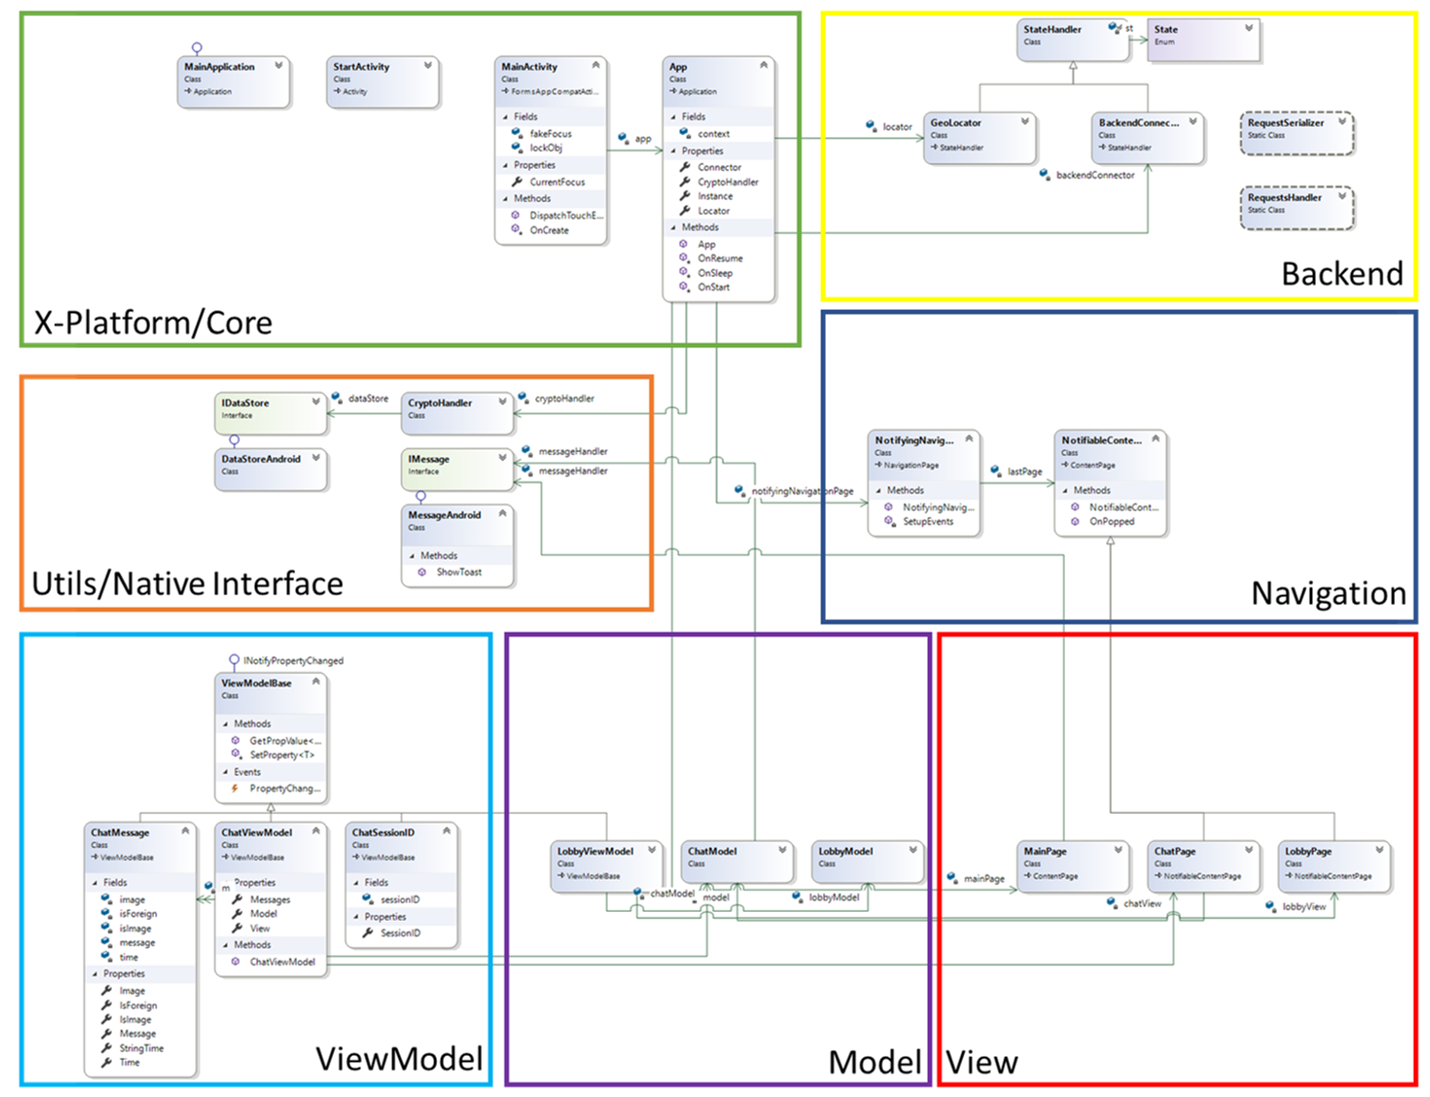 MainApplication
Class
Application
StartActivity
Class
Activity
MainActivity
Class
FormsAppCompatActi...
Fields
fakeFocus
lockObj
Properties
CurrentFocus
Methods
DispatchTouchE...
OnCreate
app
App
Class
Application
Fields
context
Properties
Connector
CryptoHandler
Instance
Locator
Methods
App
OnResume
OnSleep
OnStart
X-Platform/Core
StateHandler
Class
st
State
Enum
locator
GeoLocator
Class
StateHandler
BackendConnec...
Class
StateHandler
backendConnector
RequestSerializer
Static Class
RequestsHandler
Static Class
Backend
IDataStore
Interface
dataStore
CryptoHandler
Class
cryptoHandler
DataStoreAndroid
Class
IMessage
Interface
messageHandler
messageHandler
MessageAndroid
Class
Methods
ShowToast
Utils/Native Interface
notifyingNavigationPage
NotifyingNavig...
Class
NavigationPage
Methods
NotifyingNavig...
SetupEvents
lastPage
NotifiableConte...
Class
ContentPage
Methods
NotifiableCont...
OnPopped
Navigation
INotifyPropertyChanged
ViewModelBase
Class
Methods
GetPropValue<...
SetProperty<T>
Events
PropertyChang...
ChatMessage
Class
ViewModelBase
Fields
image
isForeign
isImage
message
time
Properties
Image
IsForeign
IsImage
Message
StringTime
Time
m
ChatViewModel
Class
ViewModelBase
Properties
Messages
Model
View
Methods
ChatViewModel
ChatSessionID
Class
ViewModelBase
Fields
sessionID
Properties
SessionID
ViewModel
LobbyViewModel
Class
ViewModelBase
ChatModel
Class
LobbyModel
Class
chatModel
model
lobbyModel
Model
mainPage
MainPage
Class
ContentPage
ChatPage
Class
NotifiableContentPage
LobbyPage
Class
NotifiableContentPage
chatView
lobbyView
View